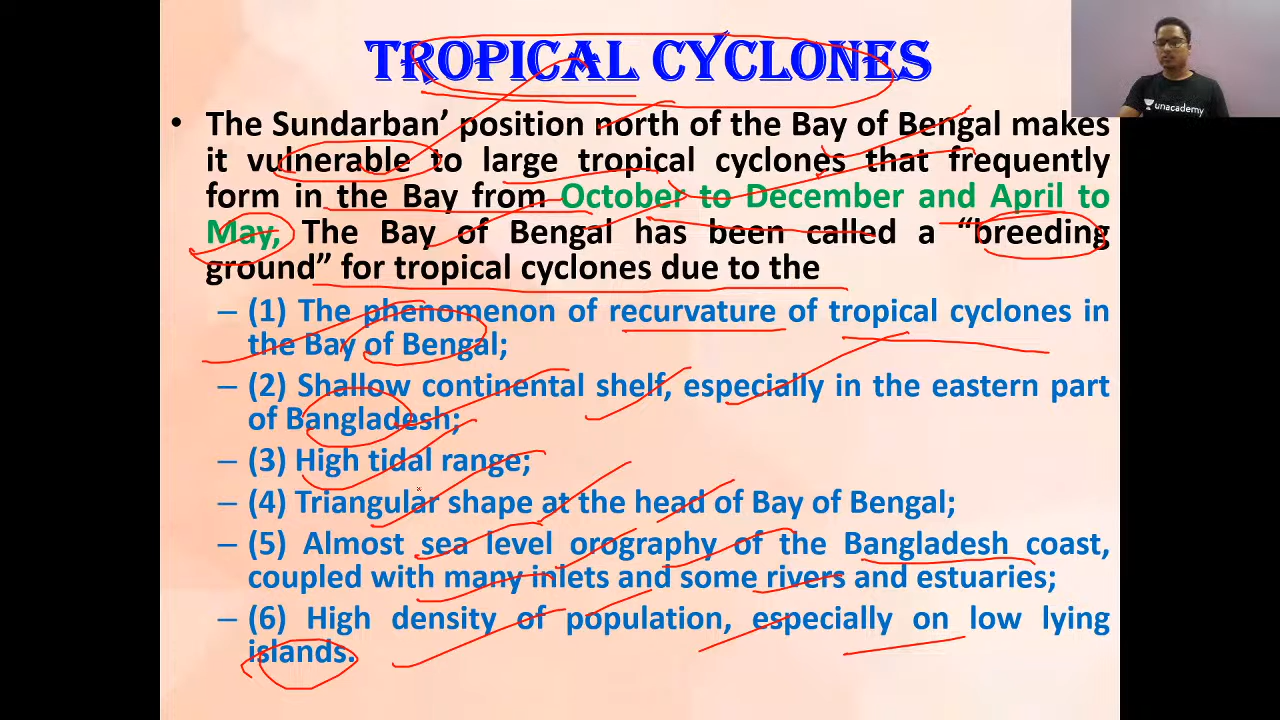 TROPICAL CYCLONES
unacademy
• The Sundarban' position north of the Bay of Bengal makes
it vulnerable to large tropical cyclones that frequently
form in the Bay from October to December and April to
May, The Bay of Bengal has been called a “breeding
ground” for tropical cyclones due to the
– (1) The phenomenon of recurvature of tropical cyclones in
the Bay of Bengal;
– (2) Shallow continental shelf, especially in the eastern part
of Bangladesh;
– (3) High tidal range;
– (4) Triangular shape at the head of Bay of Bengal;
– (5) Almost sea level orography of the Bangladesh coast,
coupled with many inlets and some rivers and estuaries;
– (6) High density of population, especially on low lying
islands.